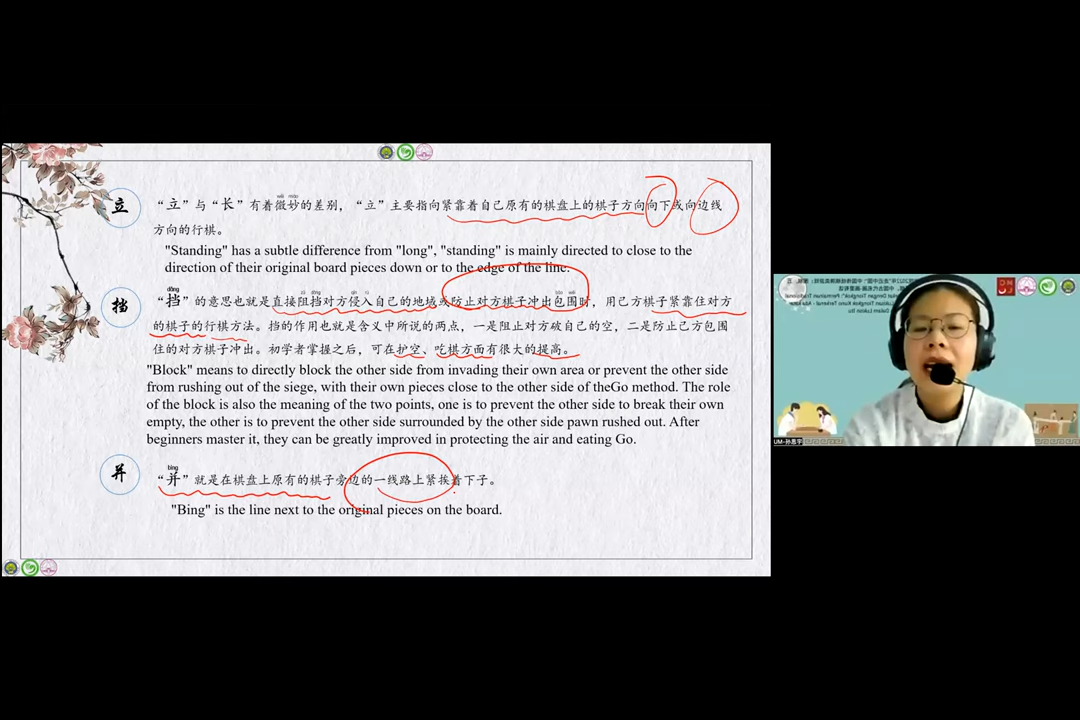 立
wēi miào
“立”与“长”有着微妙的差别，“立”主要指向紧靠着自己原有的棋盘上的棋子方向向下或向边线
方向的行棋。
"Standing" has a subtle difference from "long", "standing" is mainly directed to close to the
direction of their original board pieces down or to the edge of the line.
挡
dǎng zǔ dǎng qīn rù bāo wéi
“挡”的意思也就是直接阻挡对方侵入自己的地域或防止对方棋子冲出包围时，用己方棋子紧靠住对方
的棋子的行棋方法。挡的作用也就是含义中所说的两点，一是阻止对方破自己的空，二是防止己方包围
住的对方棋子冲出。初学者掌握之后，可在护空、吃棋方面有很大的提高。
"Block" means to directly block the other side from invading their own area or prevent the other side
from rushing out of the siege, with their own pieces close to the other side of theGo method. The role
of the block is also the meaning of the two points, one is to prevent the other side to break their own
empty, the other is to prevent the other side surrounded by the other side pawn rushed out. After
beginners master it, they can be greatly improved in protecting the air and eating Go.
并
bìng
“并”就是在棋盘上原有的棋子旁边的一线路上紧挨着下子。
"Bing" is the line next to the original pieces on the board.
UM-孙惠宇